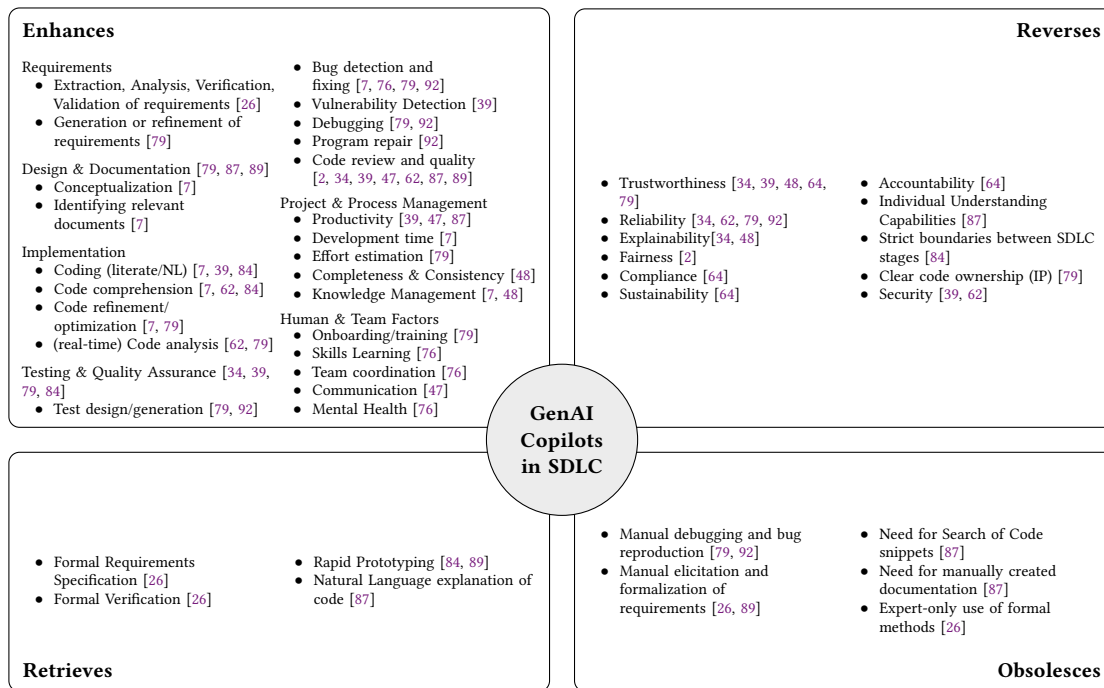 Enhances
Requirements
● Extraction, Analysis, Verification,
Validation of requirements [26]
● Generation or refinement of
requirements [79]
Design & Documentation [79, 87, 89]
● Conceptualization [7]
● Identifying relevant
documents [7]
Implementation
● Coding (literate/NL) [7, 39, 84]
● Code comprehension [7, 62, 84]
● Code refinement/
optimization [7, 79]
● (real-time) Code analysis [62, 79]
Testing & Quality Assurance [34, 39,
79, 84]
● Test design/generation [79, 92]
● Bug detection and
fixing [7, 76, 79, 92]
● Vulnerability Detection [39]
● Debugging [79, 92]
● Program repair [92]
● Code review and quality
[2, 34, 39, 47, 62, 87, 89]
Project & Process Management
● Productivity [39, 47, 87]
● Development time [7]
● Effort estimation [79]
● Completeness & Consistency [48]
● Knowledge Management [7, 48]
Human & Team Factors
● Onboarding/training [79]
● Skills Learning [76]
● Team coordination [76]
● Communication [47]
● Mental Health [76]
Reverses
● Trustworthiness [34, 39, 48, 64,
79]
● Reliability [34, 62, 79, 92]
● Explainability[34, 48]
● Fairness [2]
● Compliance [64]
● Sustainability [64]
● Accountability [64]
● Individual Understanding
Capabilities [87]
● Strict boundaries between SDLC
stages [84]
● Clear code ownership (IP) [79]
● Security [39, 62]
GenAI
Copilots
in SDLC
● Formal Requirements
Specification [26]
● Formal Verification [26]
● Rapid Prototyping [84, 89]
● Natural Language explanation of
code [87]
Retrieves
● Manual debugging and bug
reproduction [79, 92]
● Manual elicitation and
formalization of
requirements [26, 89]
● Need for Search of Code
snippets [87]
● Need for manually created
documentation [87]
● Expert-only use of formal
methods [26]
Obsolesces